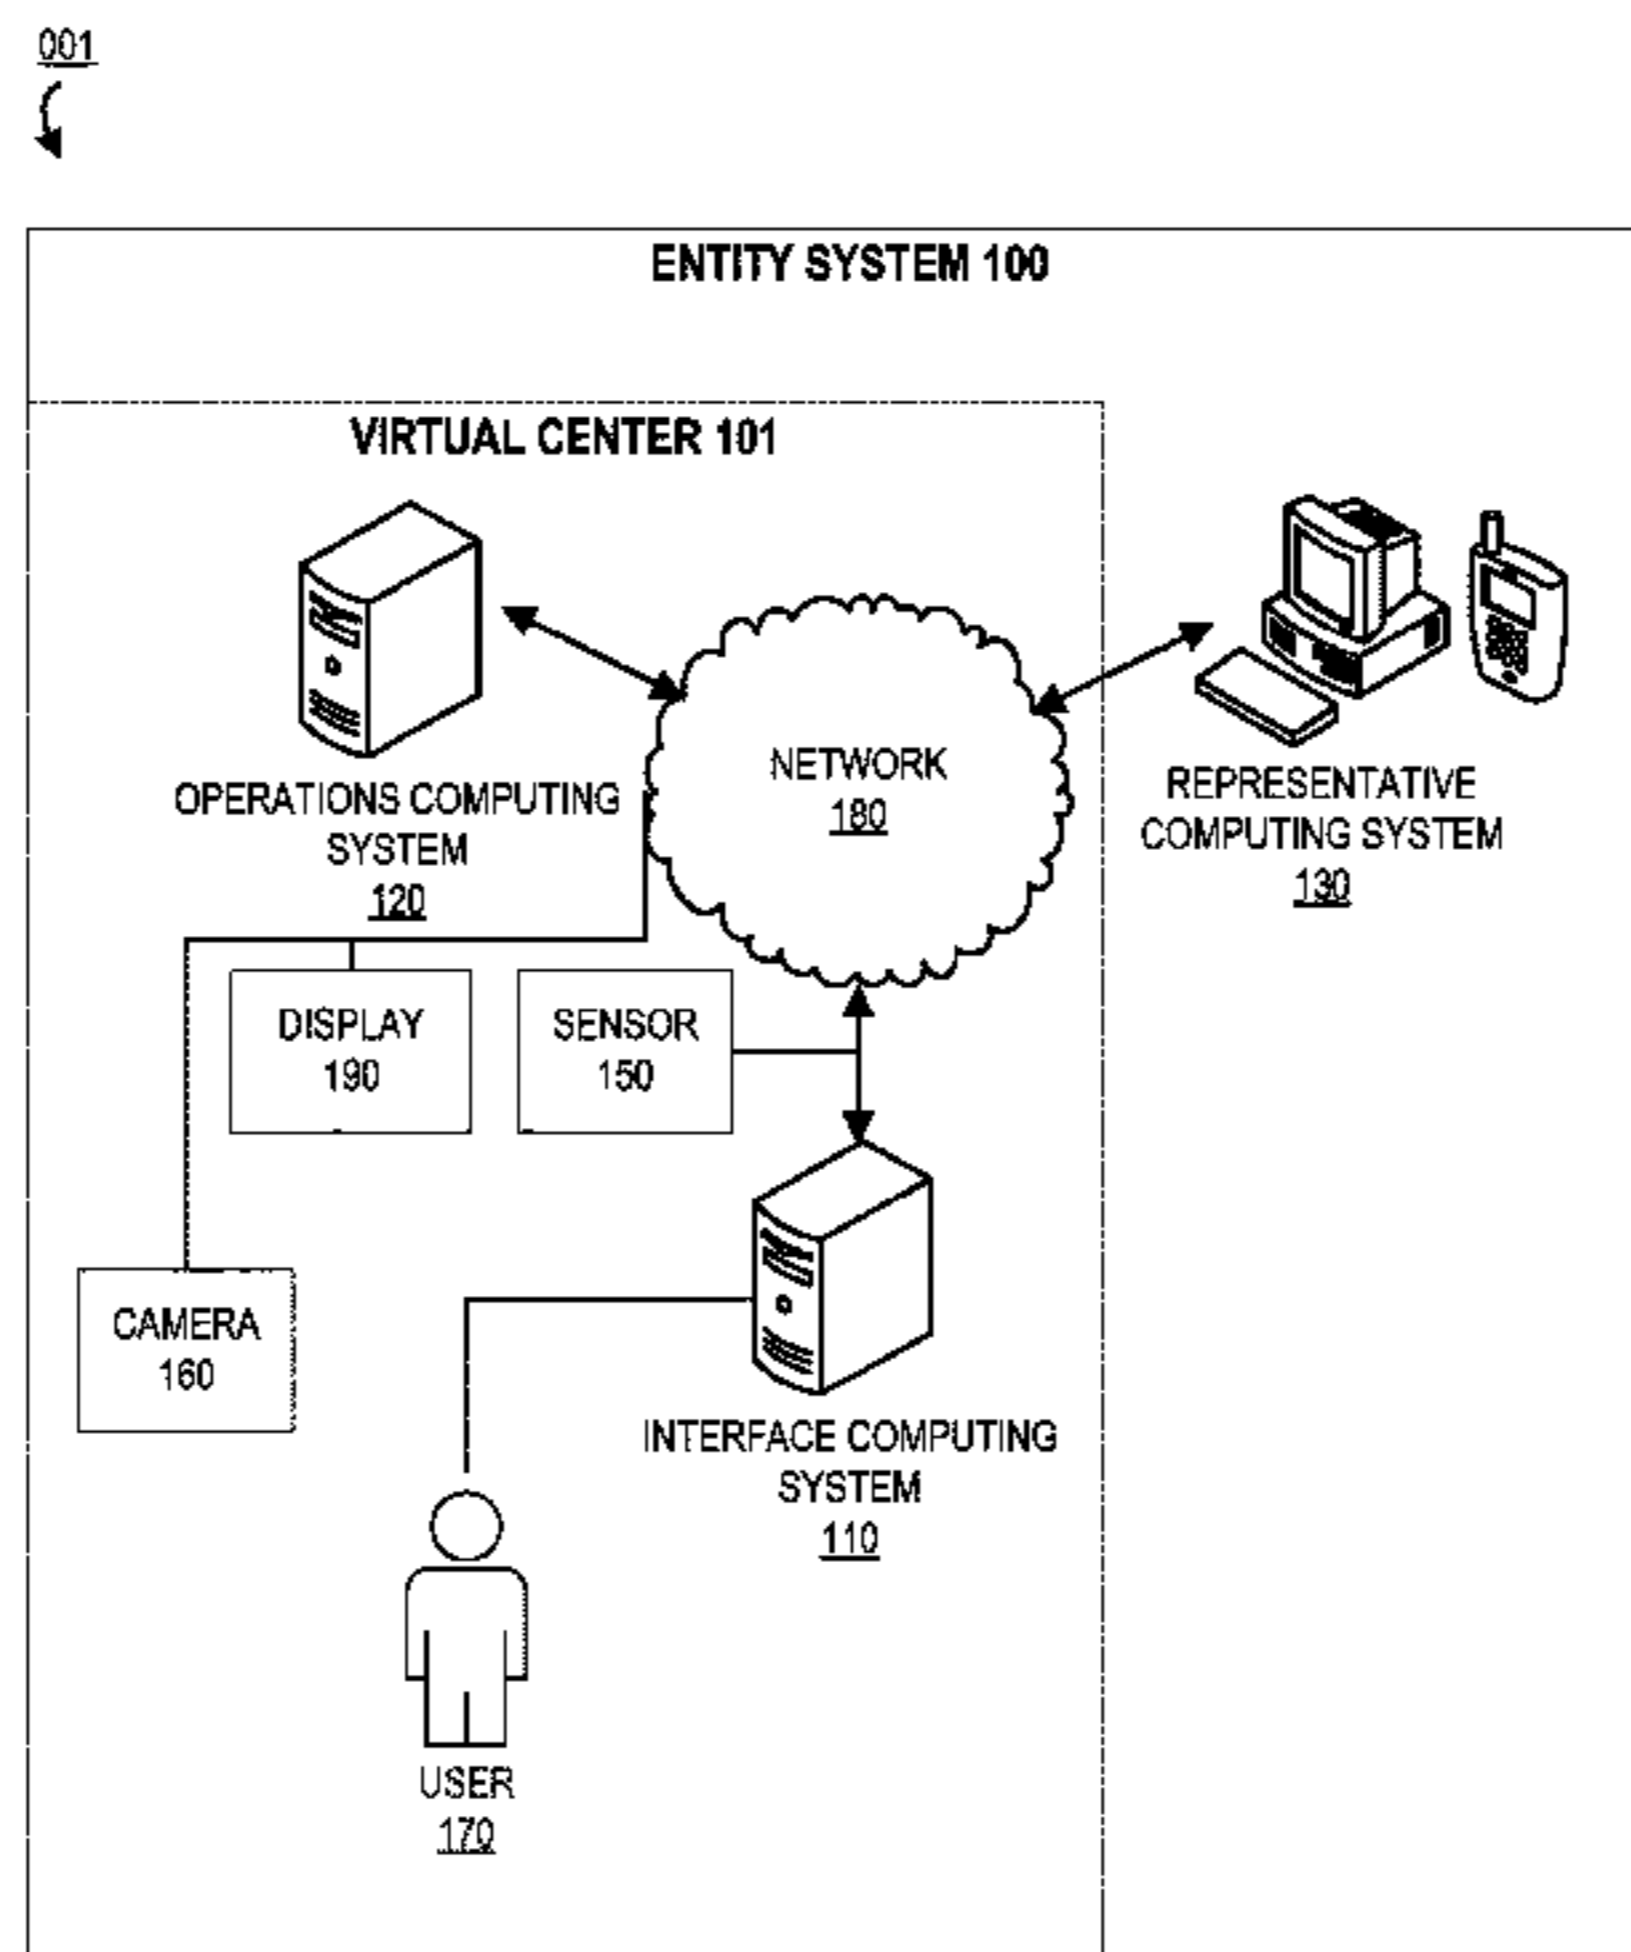 001
ENTITY SYSTEM 100
VIRTUAL CENTER 101
OPERATIONS COMPUTING
SYSTEM
120
NETWORK
180
REPRESENTATIVE
COMPUTING SYSTEM
130
DISPLAY
190
SENSOR
150
CAMERA
160
INTERFACE COMPUTING
SYSTEM
110
USER
170